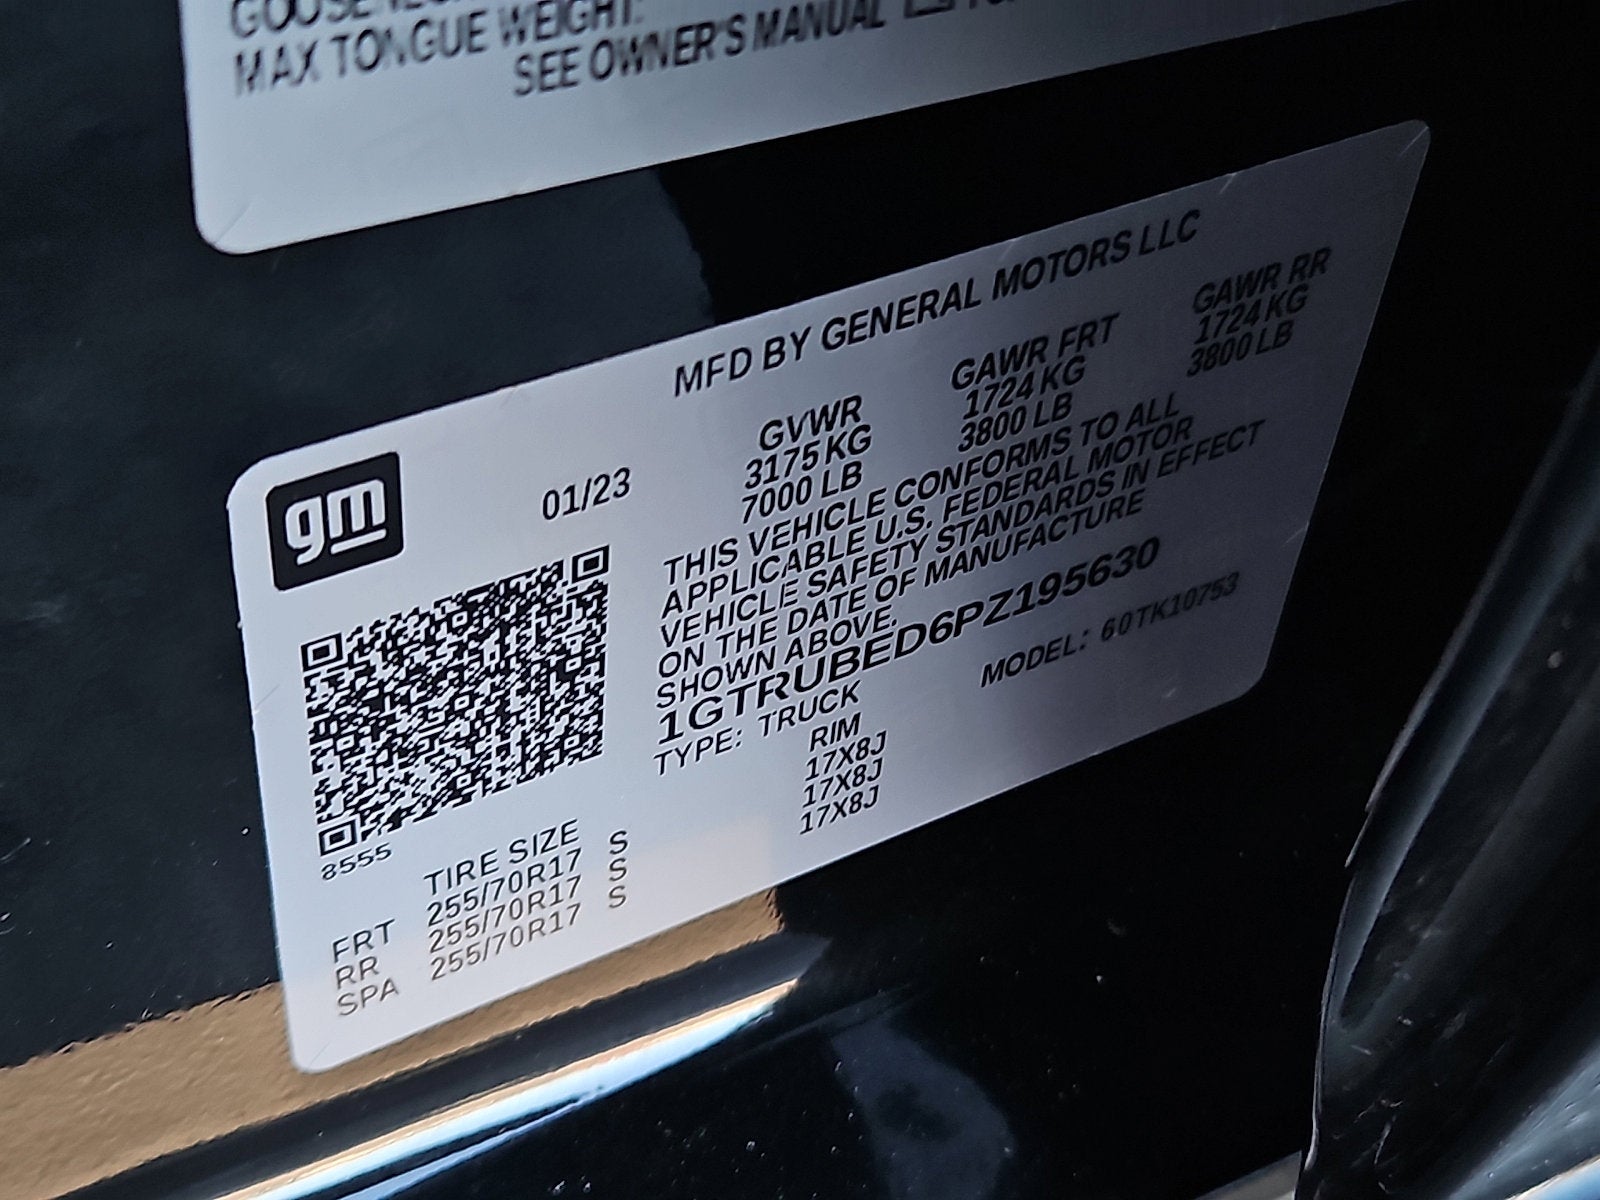 MAX TONGUE WEIGHT:
SEE OWNER'S MANUAL
MFD BY GENERAL MOTORS LLC
gm
01/23
GVWR GAWR FRT GAWR RR
3175 KG 1724 KG 1724 KG
7000 LB 3800 LB 3800 LB
THIS VEHICLE CONFORMS TO ALL
APPLICABLE U.S. FEDERAL MOTOR
VEHICLE SAFETY STANDARDS IN EFFECT
ON THE DATE OF MANUFACTURE
SHOWN ABOVE.
1GTRUBED6PZ195630
TYPE: TRUCK MODEL: 60TK10753
8555
TIRE SIZE RIM
FRT 255/70R17 S 17X8J
RR 255/70R17 S 17X8J
SPA 255/70R17 S 17X8J